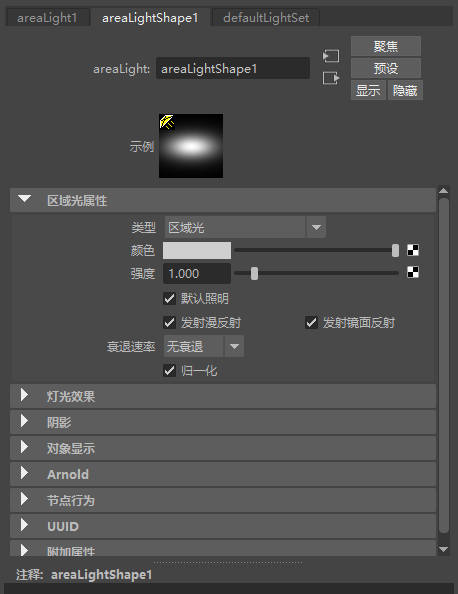 areaLight1 areaLightShape1 defaultLightSet
聚焦
areaLight: areaLightShape1 预设
显示 隐藏
示例
区域光属性
类型 区域光
颜色
强度 1.000
默认照明
发射漫反射 发射镜面反射
衰退速率 无衰退
归一化
灯光效果
阴影
对象显示
Arnold
节点行为
UUID
附加属性
注释: areaLightShape1